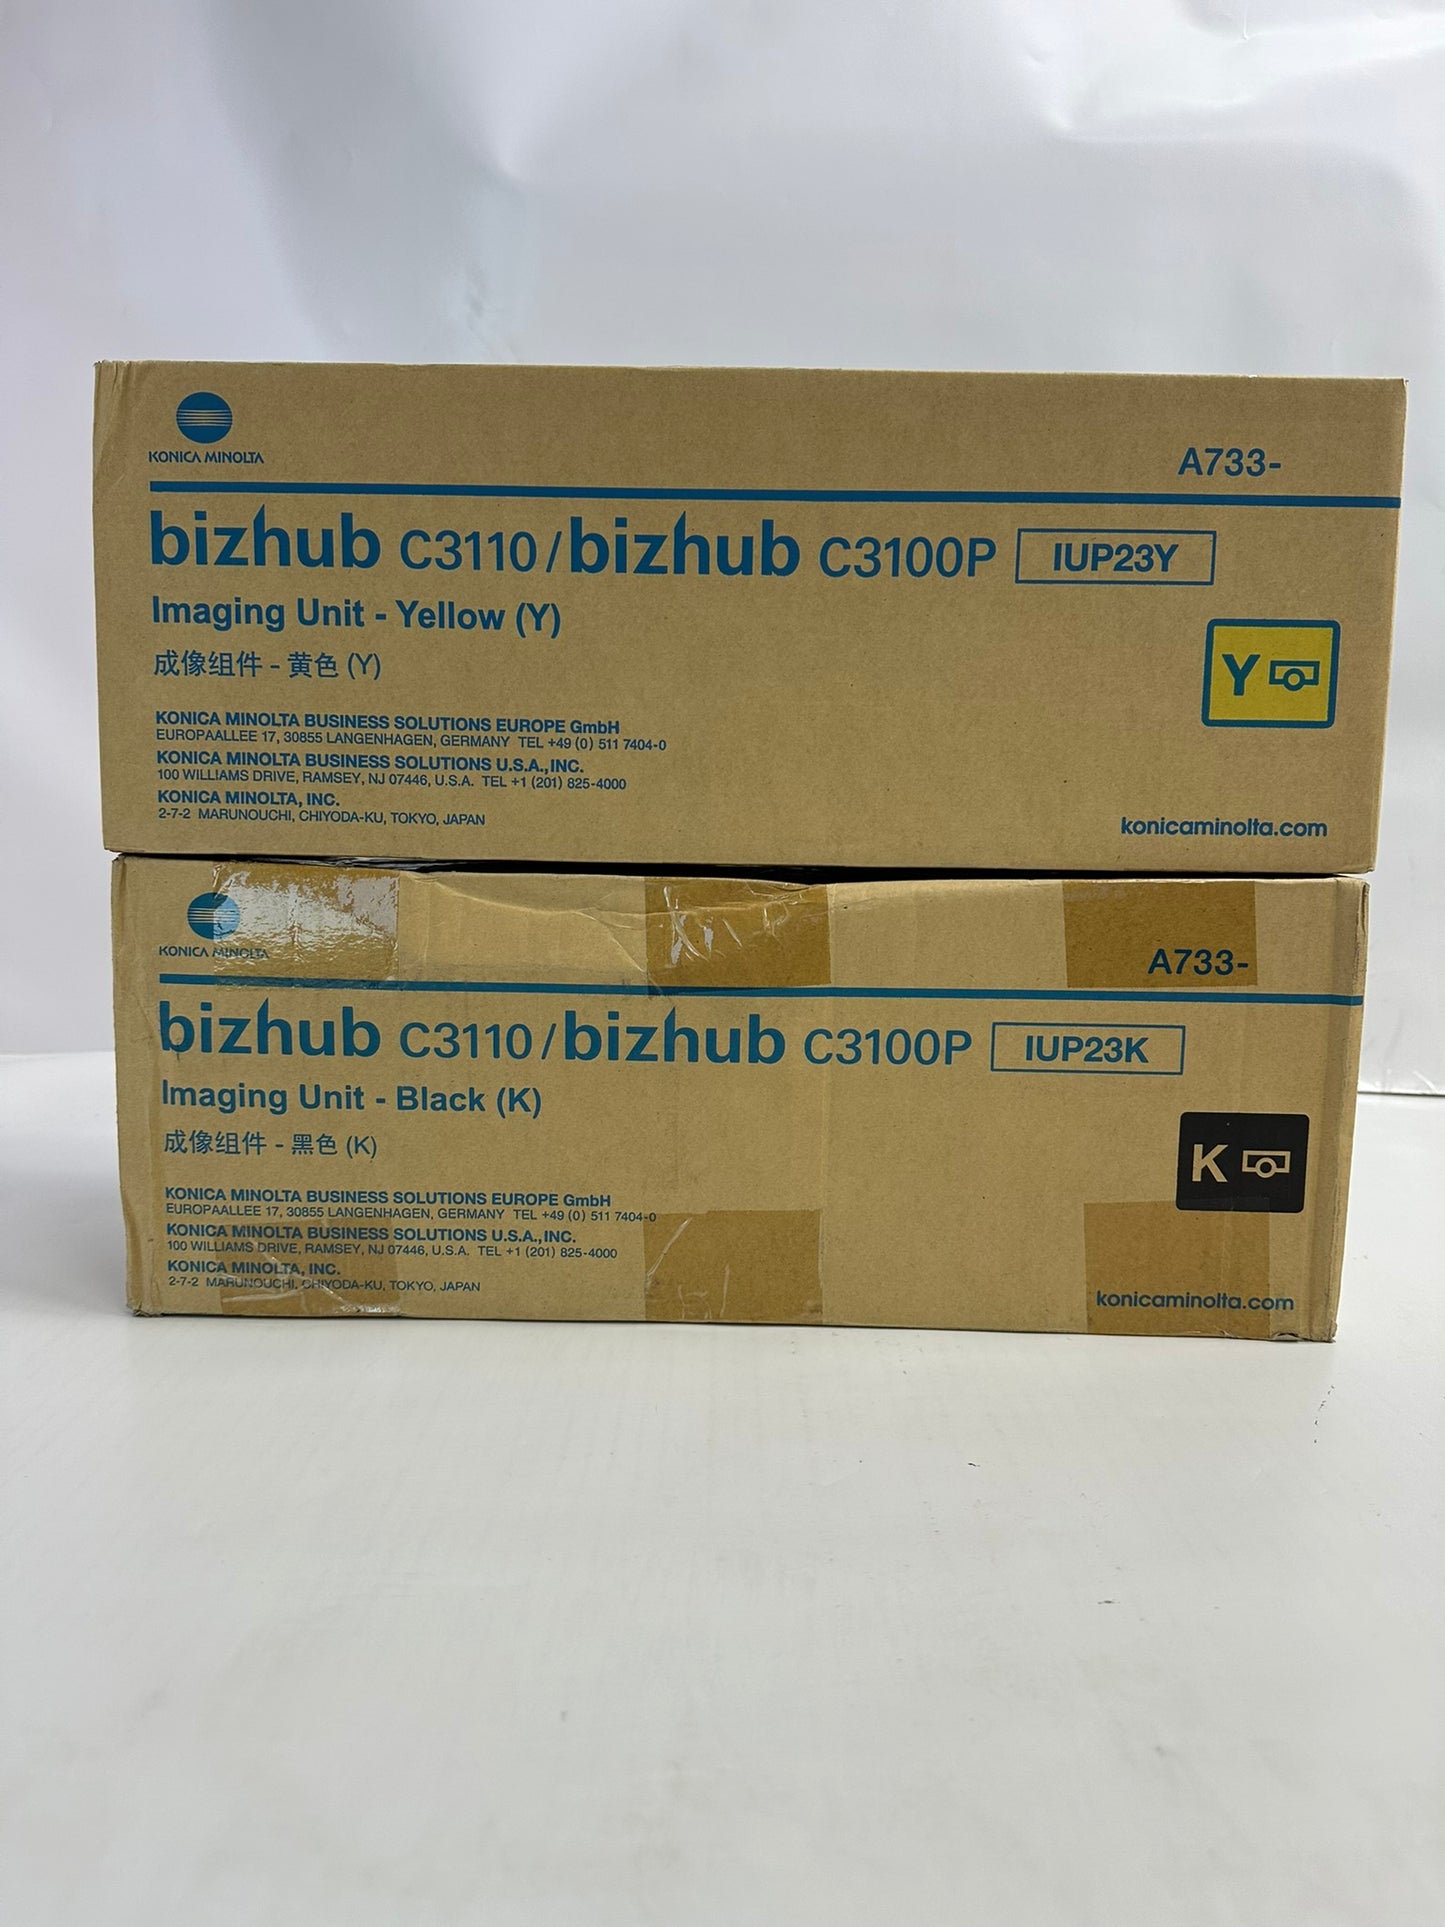 KONICA MINOLTA
A733-
bizhub C3110 / bizhub C3100P IUP23Y
Imaging Unit - Yellow (Y)
成像组件 - 黄色 (Y)
Y
KONICA MINOLTA BUSINESS SOLUTIONS EUROPE GmbH
EUROPAALLEE 17, 30855 LANGENHAGEN, GERMANY TEL +49 (0) 511 7404-0
KONICA MINOLTA BUSINESS SOLUTIONS U.S.A., INC.
100 WILLIAMS DRIVE, RAMSEY, NJ 07446, U.S.A. TEL +1 (201) 825-4000
KONICA MINOLTA, INC.
2-7-2 MARUNOUCHI, CHIYODA-KU, TOKYO, JAPAN
konicaminolta.com
KONICA MINOLTA
A733-
bizhub C3110 / bizhub C3100P IUP23K
Imaging Unit - Black (K)
成像组件 - 黑色 (K)
K
KONICA MINOLTA BUSINESS SOLUTIONS EUROPE GmbH
EUROPAALLEE 17, 30855 LANGENHAGEN, GERMANY TEL +49 (0) 511 7404-0
KONICA MINOLTA BUSINESS SOLUTIONS U.S.A., INC.
100 WILLIAMS DRIVE, RAMSEY, NJ 07446, U.S.A. TEL +1 (201) 825-4000
KONICA MINOLTA, INC.
2-7-2 MARUNOUCHI, CHIYODA-KU, TOKYO, JAPAN
konicaminolta.com